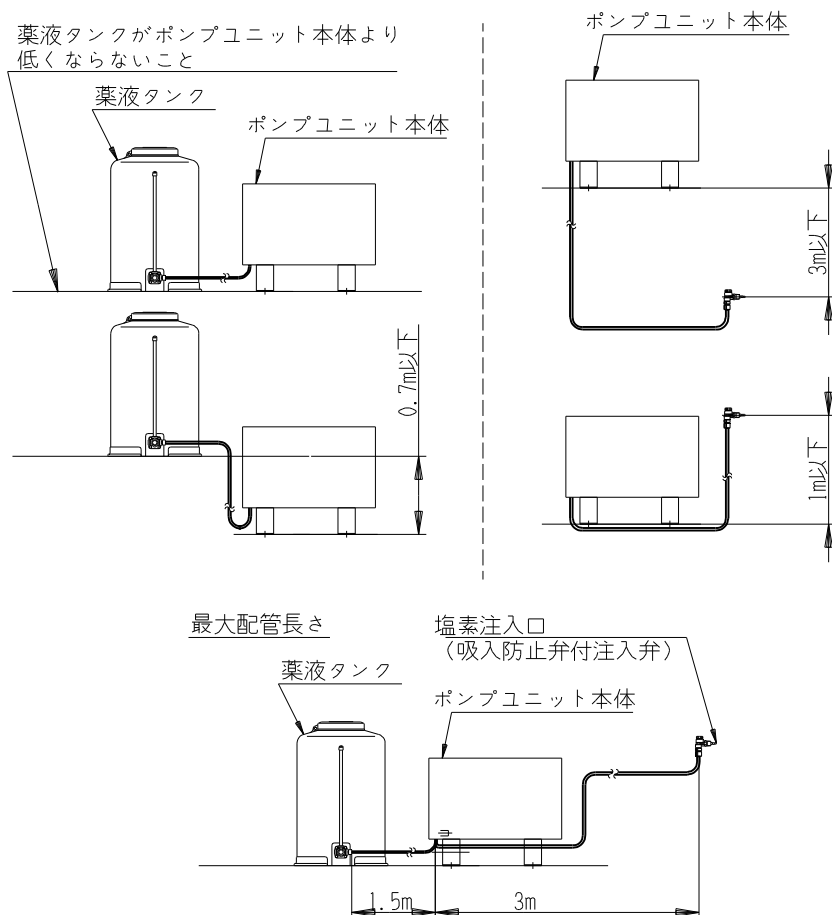 薬液タンクがポンプユニット本体より
低くならないこと
薬液タンク
ポンプユニット本体
0.7m以下
ポンプユニット本体
3m以下
1m以下
最大配管長さ
薬液タンク
ポンプユニット本体
塩素注入口
（吸入防止弁付注入弁）
1.5m
3m